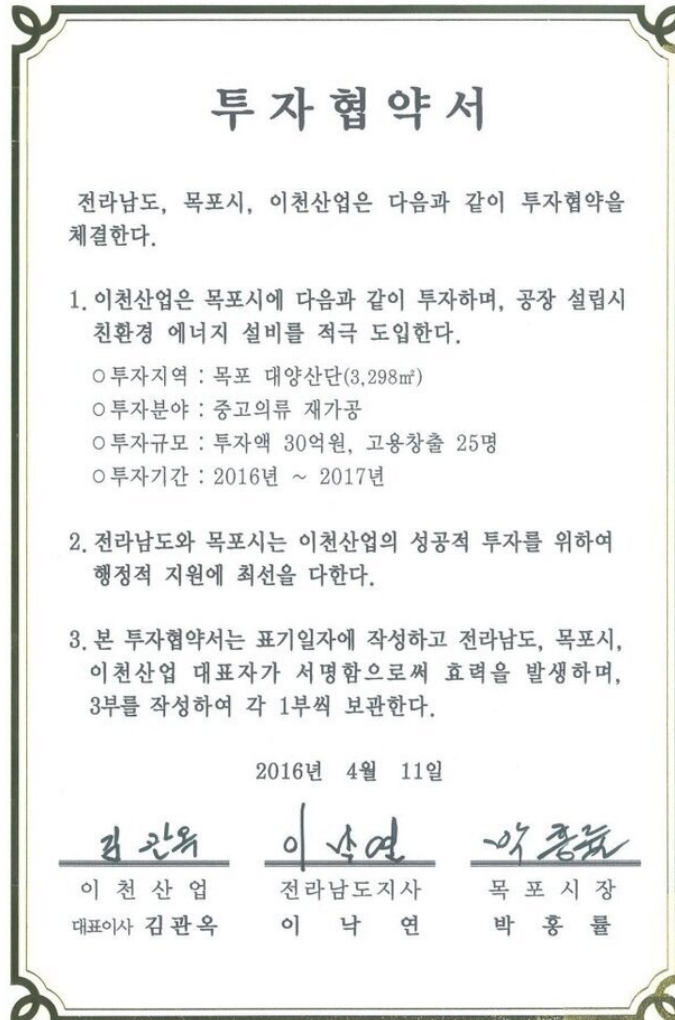 투자협약서
전라남도, 목포시, 이천산업은 다음과 같이 투자협약을
체결한다.
1. 이천산업은 목포시에 다음과 같이 투자하며, 공장 설립시
친환경 에너지 설비를 적극 도입한다.
○투자지역 : 목포 대양산단(3,298㎡)
○투자분야 : 중고의류 재가공
○투자규모 : 투자액 30억원, 고용창출 25명
○투자기간 : 2016년 ~ 2017년
2. 전라남도와 목포시는 이천산업의 성공적 투자를 위하여
행정적 지원에 최선을 다한다.
3. 본 투자협약서는 표기일자에 작성하고 전라남도, 목포시,
이천산업 대표자가 서명함으로써 효력을 발생하며,
3부를 작성하여 각 1부씩 보관한다.
2016년 4월 11일
김관옥 이낙연 박홍률
이천산업 전라남도지사 목포시장
대표이사 김관옥 이낙연 박홍률